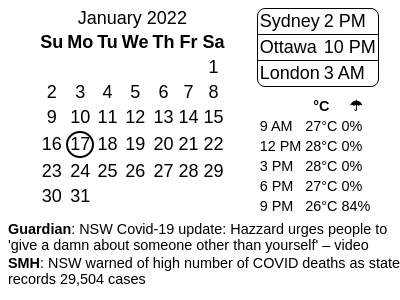 January 2022
Su Mo Tu We Th Fr Sa
1
2 3 4 5 6 7 8
9 10 11 12 13 14 15
16 17 18 19 20 21 22
23 24 25 26 27 28 29
30 31
Sydney 2 PM
Ottawa 10 PM
London 3 AM
°C ☂
9 AM 27°C 0%
12 PM 28°C 0%
3 PM 28°C 0%
6 PM 27°C 0%
9 PM 26°C 84%
Guardian: NSW Covid-19 update: Hazzard urges people to
'give a damn about someone other than yourself' – video
SMH: NSW warned of high number of COVID deaths as state
records 29,504 cases